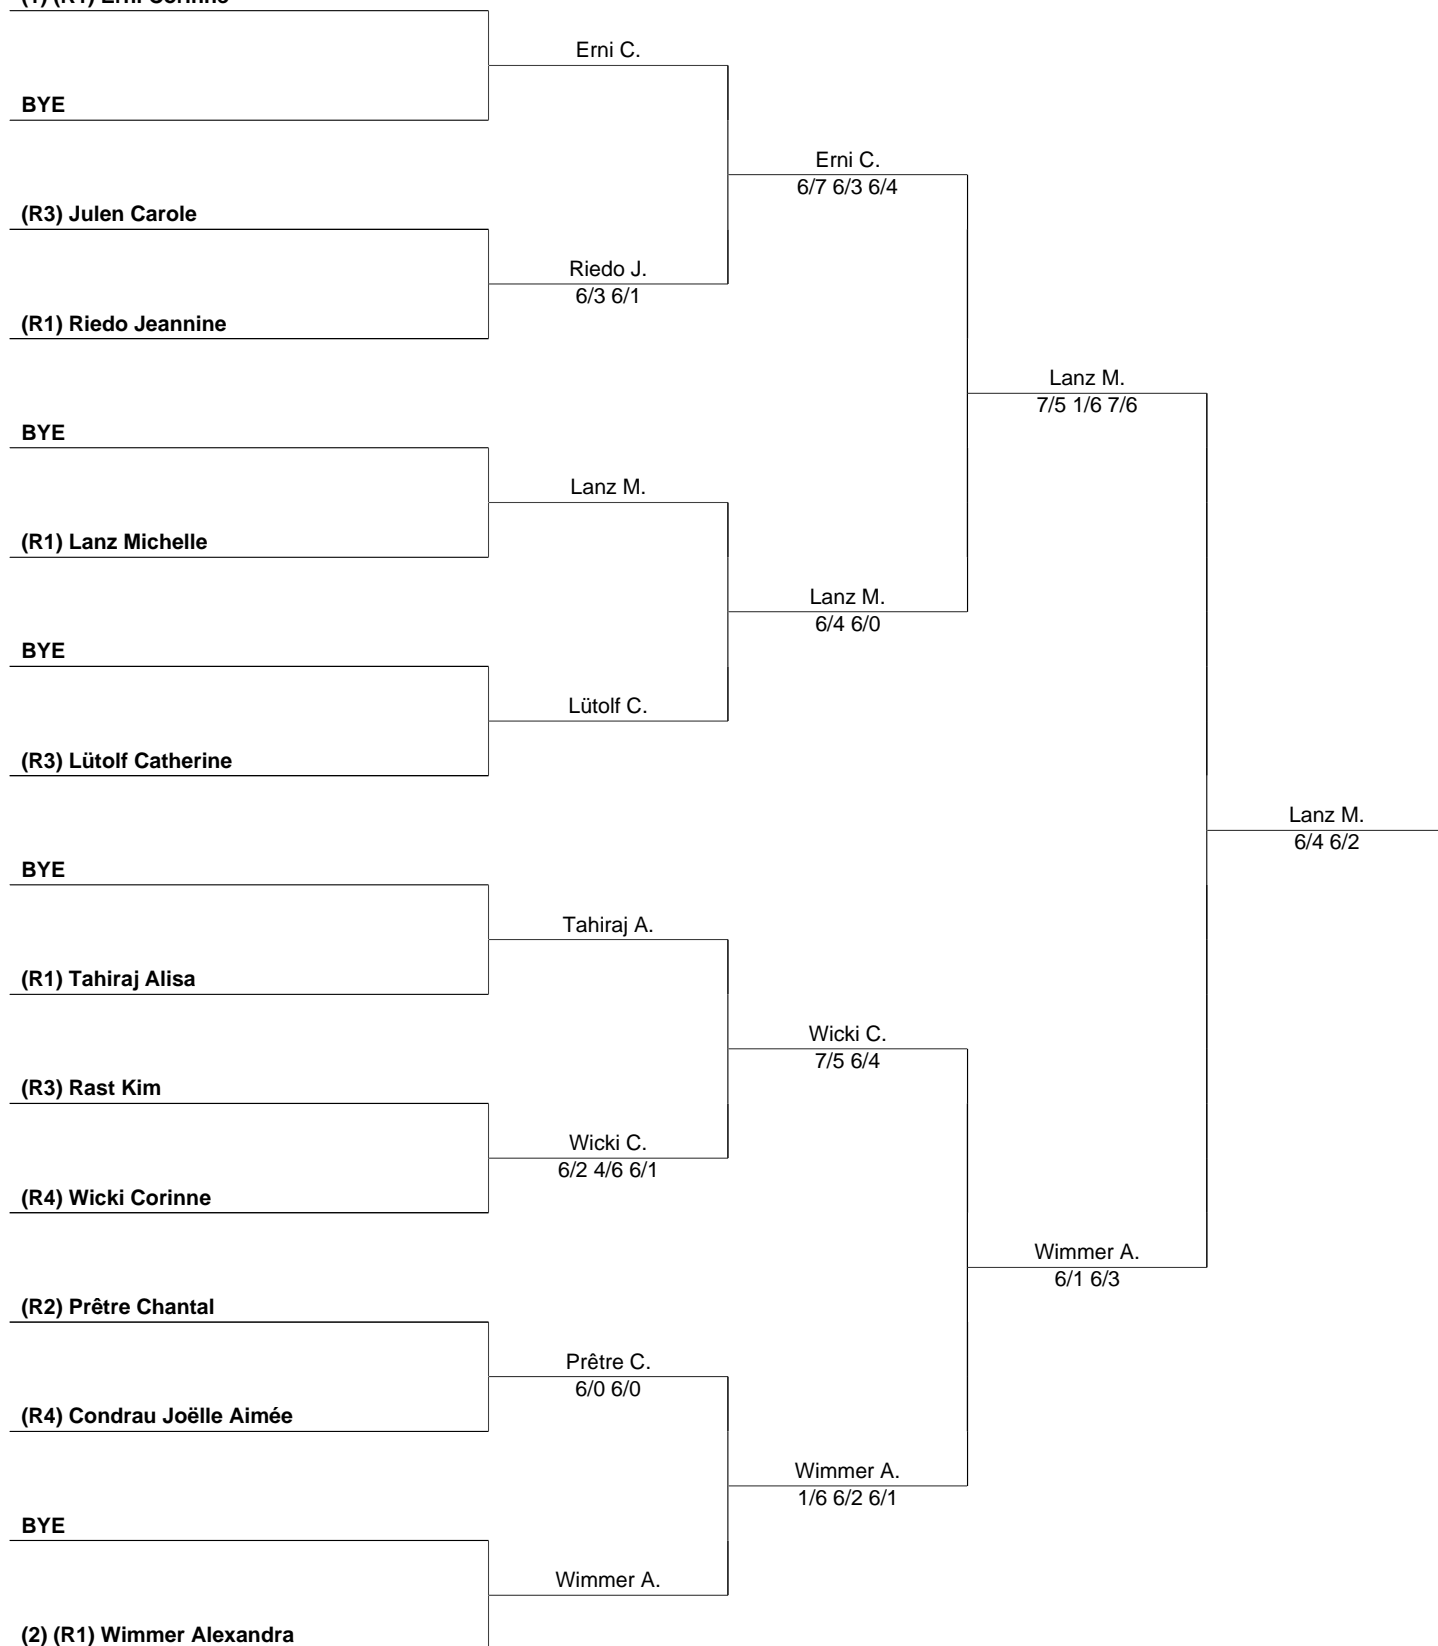 Erni C.
BYE
Erni C.
6/7 6/3 6/4
(R3) Julen Carole
Riedo J.
6/3 6/1
(R1) Riedo Jeannine
Lanz M.
7/5 1/6 7/6
BYE
Lanz M.
(R1) Lanz Michelle
Lanz M.
6/4 6/0
BYE
Lütolf C.
(R3) Lütolf Catherine
Lanz M.
6/4 6/2
BYE
Tahiraj A.
(R1) Tahiraj Alisa
Wicki C.
7/5 6/4
(R3) Rast Kim
Wicki C.
6/2 4/6 6/1
(R4) Wicki Corinne
Wimmer A.
6/1 6/3
(R2) Prêtre Chantal
Prêtre C.
6/0 6/0
(R4) Condrau Joëlle Aimée
Wimmer A.
1/6 6/2 6/1
BYE
Wimmer A.
(2) (R1) Wimmer Alexandra